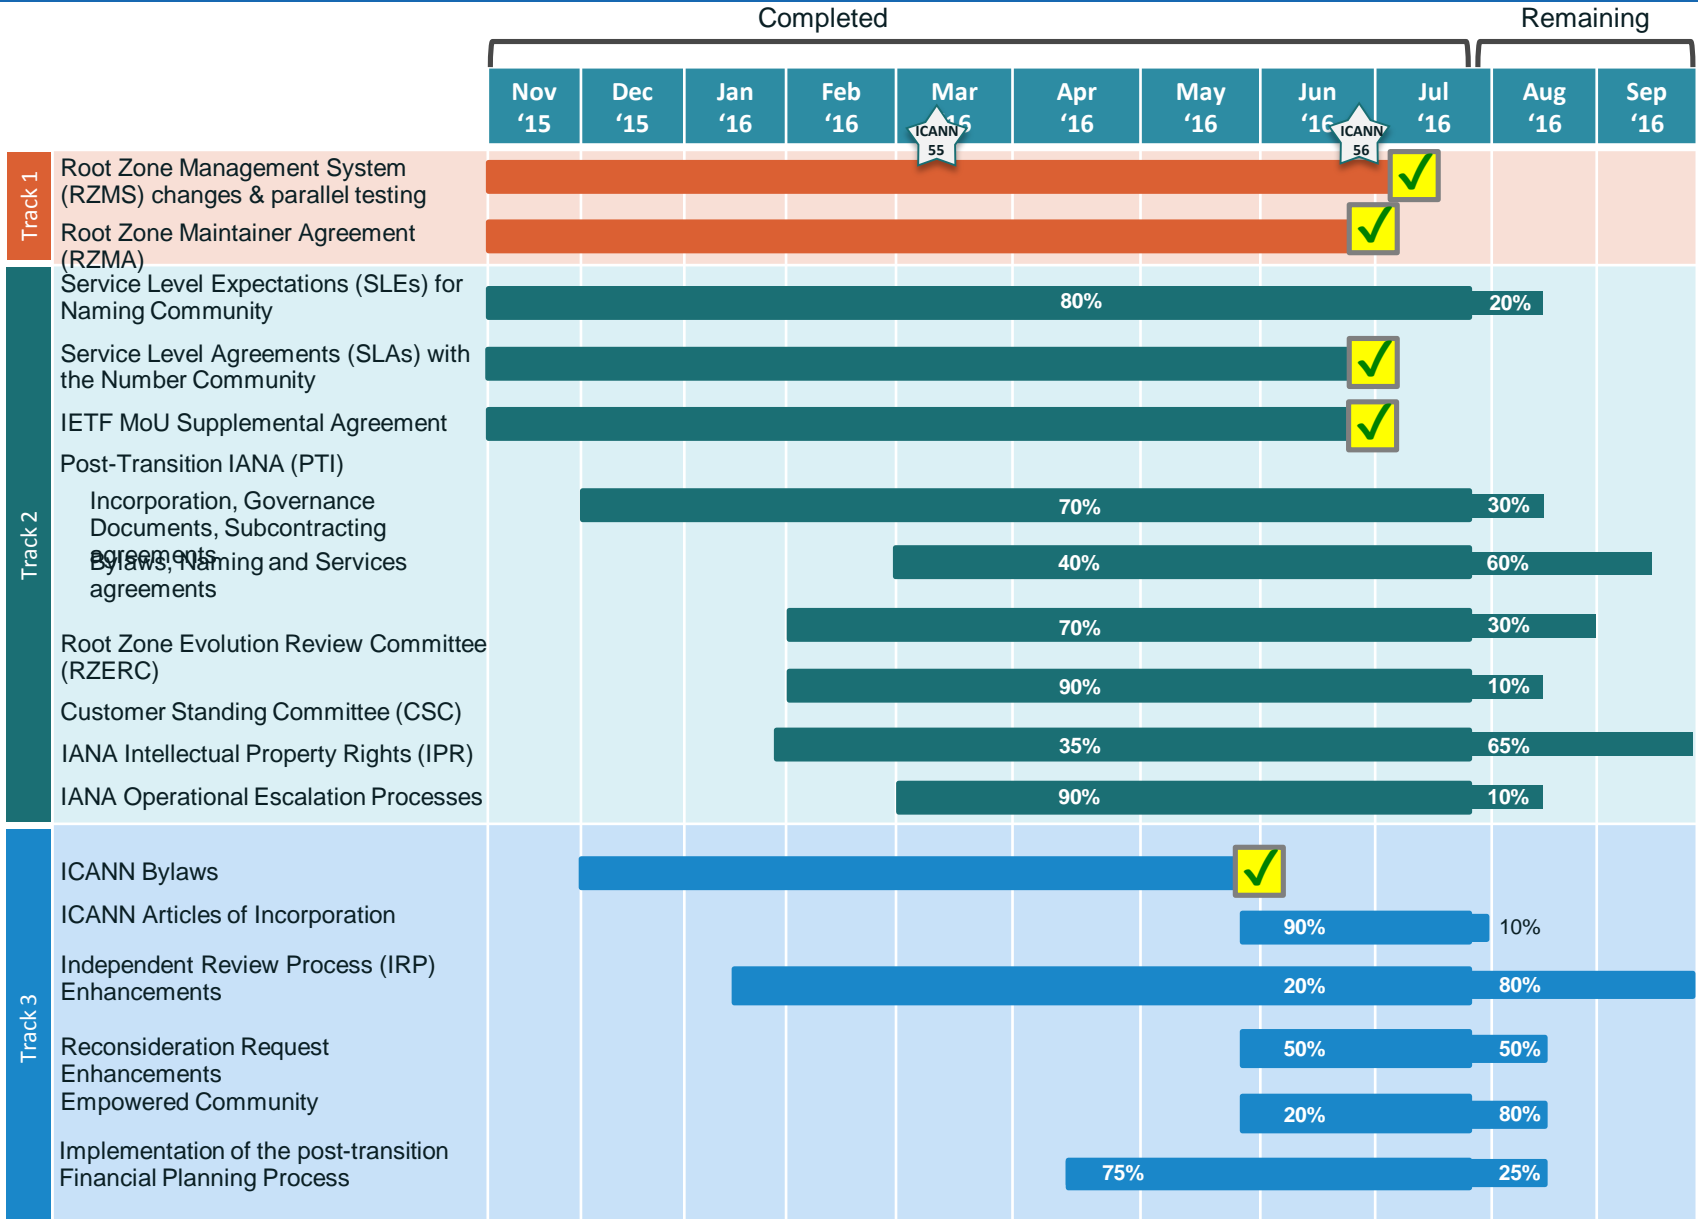 Completed
Remaining
Nov Dec Jan Feb Mar Apr May Jun Jul Aug Sep
‘15 ‘15 ‘16 ‘16 ‘16 ‘16 ‘16 ‘16 ‘16 ‘16 ‘16
ICANN
55
ICANN
56
Track 1
Root Zone Management System
(RZMS) changes & parallel testing
Root Zone Maintainer Agreement
(RZMA)
Track 2
Service Level Expectations (SLEs) for
Naming Community
80% 20%
Service Level Agreements (SLAs) with
the Number Community
IETF MoU Supplemental Agreement
Post-Transition IANA (PTI)
Incorporation, Governance
Documents, Subcontracting
agreements
70% 30%
Bylaws, Naming and Services
agreements
40% 60%
70% 30%
Root Zone Evolution Review Committee
(RZERC)
90% 10%
Customer Standing Committee (CSC)
IANA Intellectual Property Rights (IPR)
35% 65%
IANA Operational Escalation Processes
90% 10%
Track 3
ICANN Bylaws
ICANN Articles of Incorporation
90% 10%
Independent Review Process (IRP)
Enhancements
20% 80%
Reconsideration Request
Enhancements
50% 50%
Empowered Community
20% 80%
Implementation of the post-transition
Financial Planning Process
75% 25%